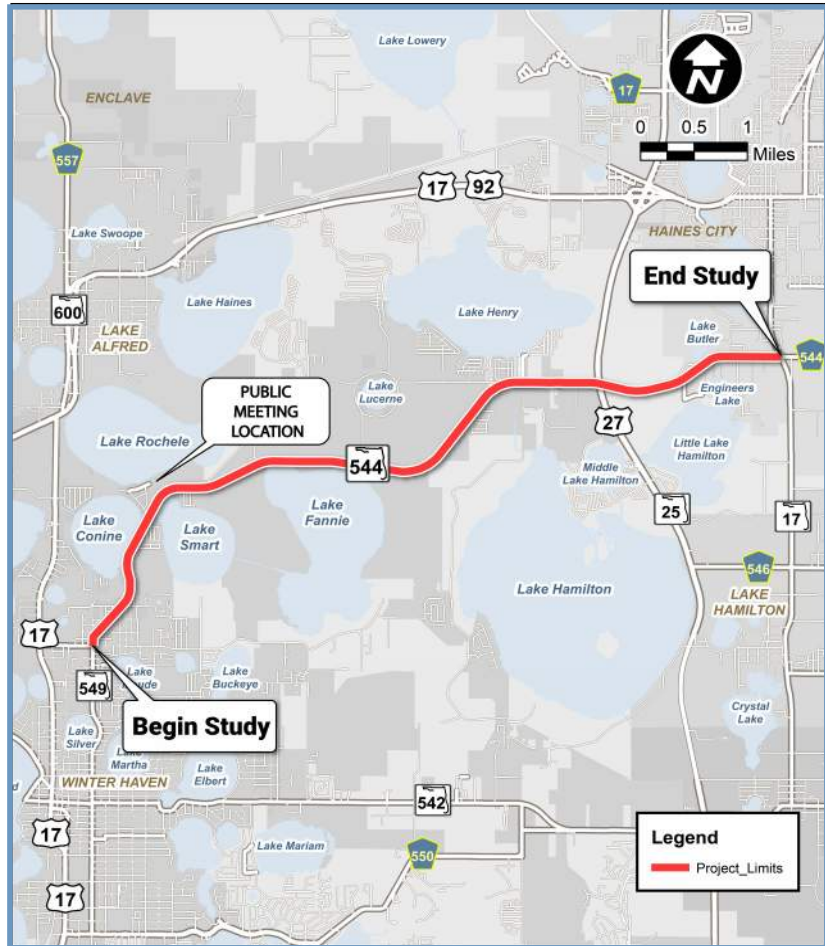 Lake Lowery
17
N
ENCLAVE
0 0.5 1
Miles
557
17 92
Lake Swoope
HAINES CITY
End Study
Lake Haines
600
Lake Henry
LAKE
ALFRED
Lake
Butler
544
PUBLIC
MEETING
LOCATION
Lake
Lucerne
Engineers
Lake
27
Lake Rochele
544
Little Lake
Hamilton
Middle
Lake Hamilton
Lake
Conine
Lake
Smart
Lake
Fannie
25
17
546
Lake Hamilton
LAKE
HAMILTON
17
549
Lake
Lake
Buckeye
Begin Study
Crystal
Lake
Lake
Silver
Lake
Martha
Lake
Elbert
WINTER HAVEN
542
17
Lake Mariam
550
Legend
Project_Limits
17